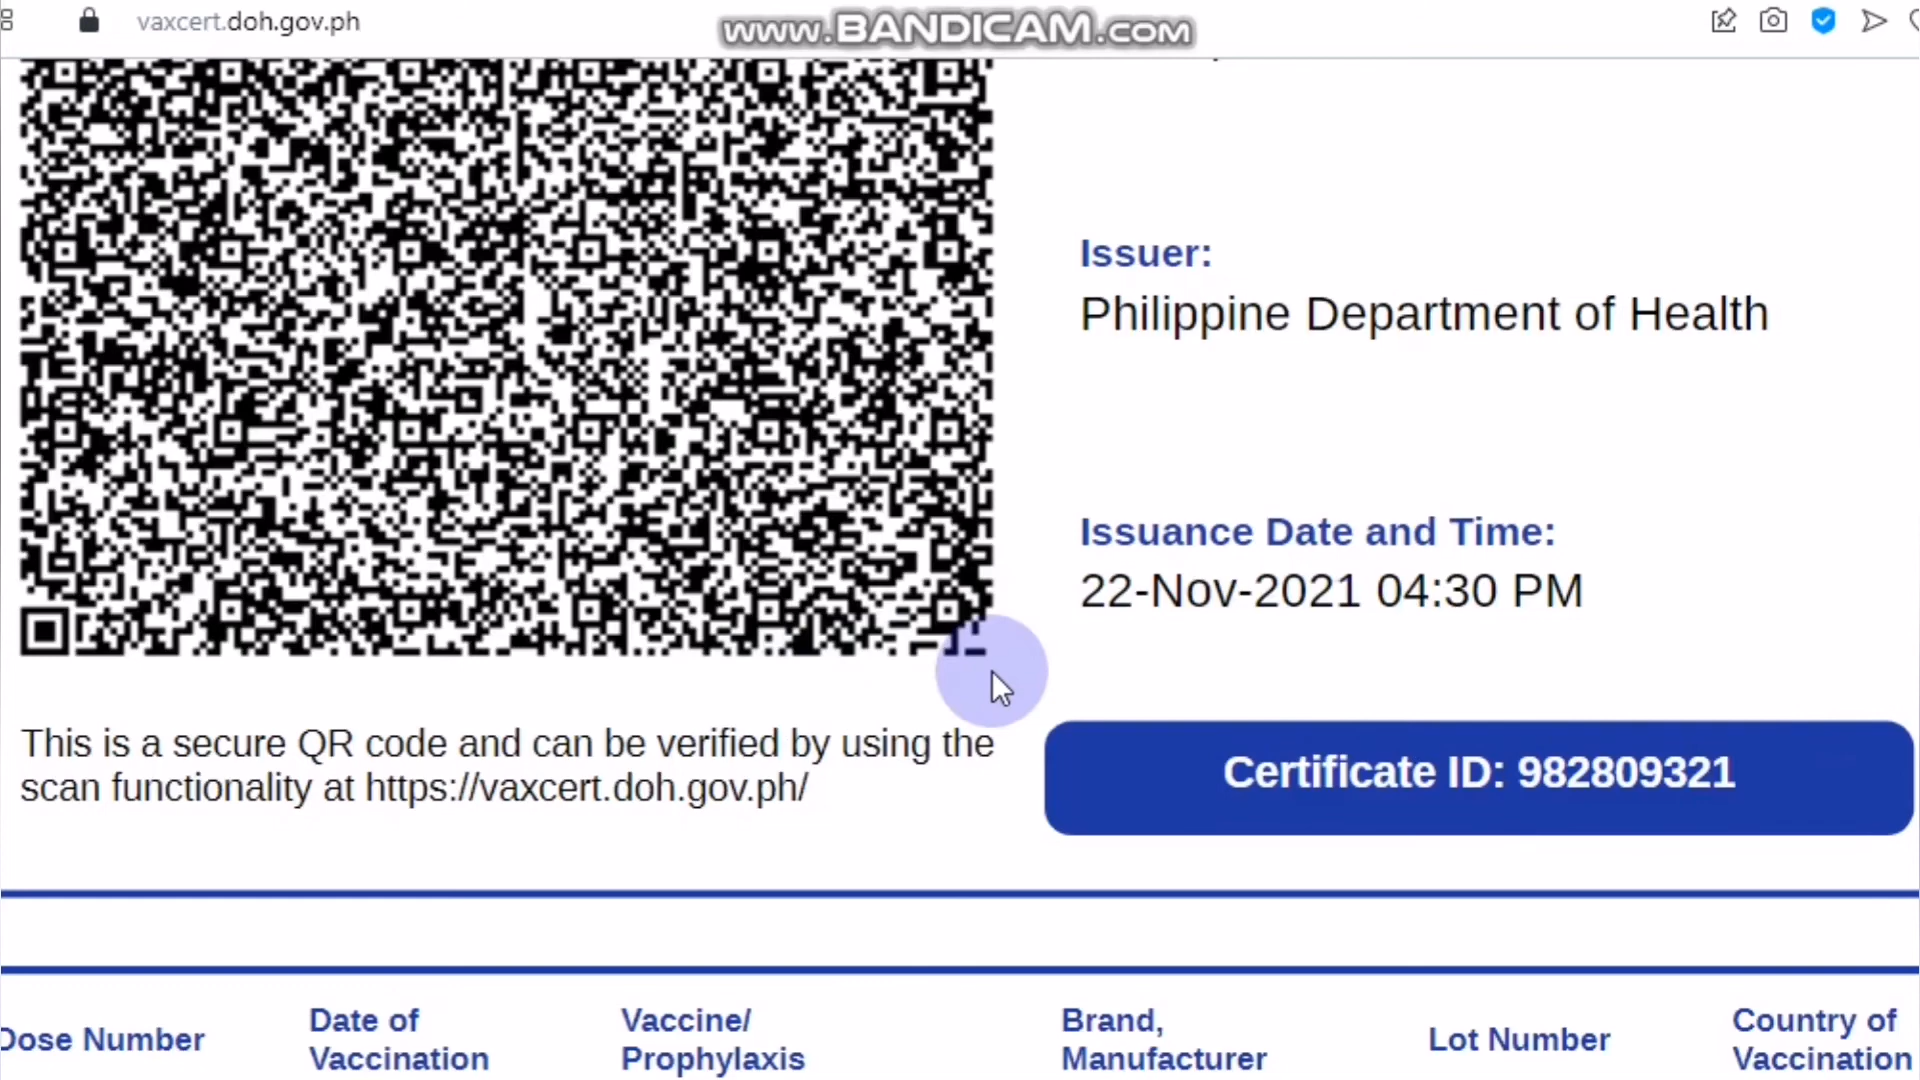 vaxcert.doh.gov.ph
www.BANDICAM.com
Issuer:
Philippine Department of Health
Issuance Date and Time:
22-Nov-2021 04:30 PM
This is a secure QR code and can be verified by using the
scan functionality at https://vaxcert.doh.gov.ph/
Certificate ID: 982809321
Dose Number
Date of
Vaccination
Vaccine/
Prophylaxis
Brand,
Manufacturer
Lot Number
Country of
Vaccination